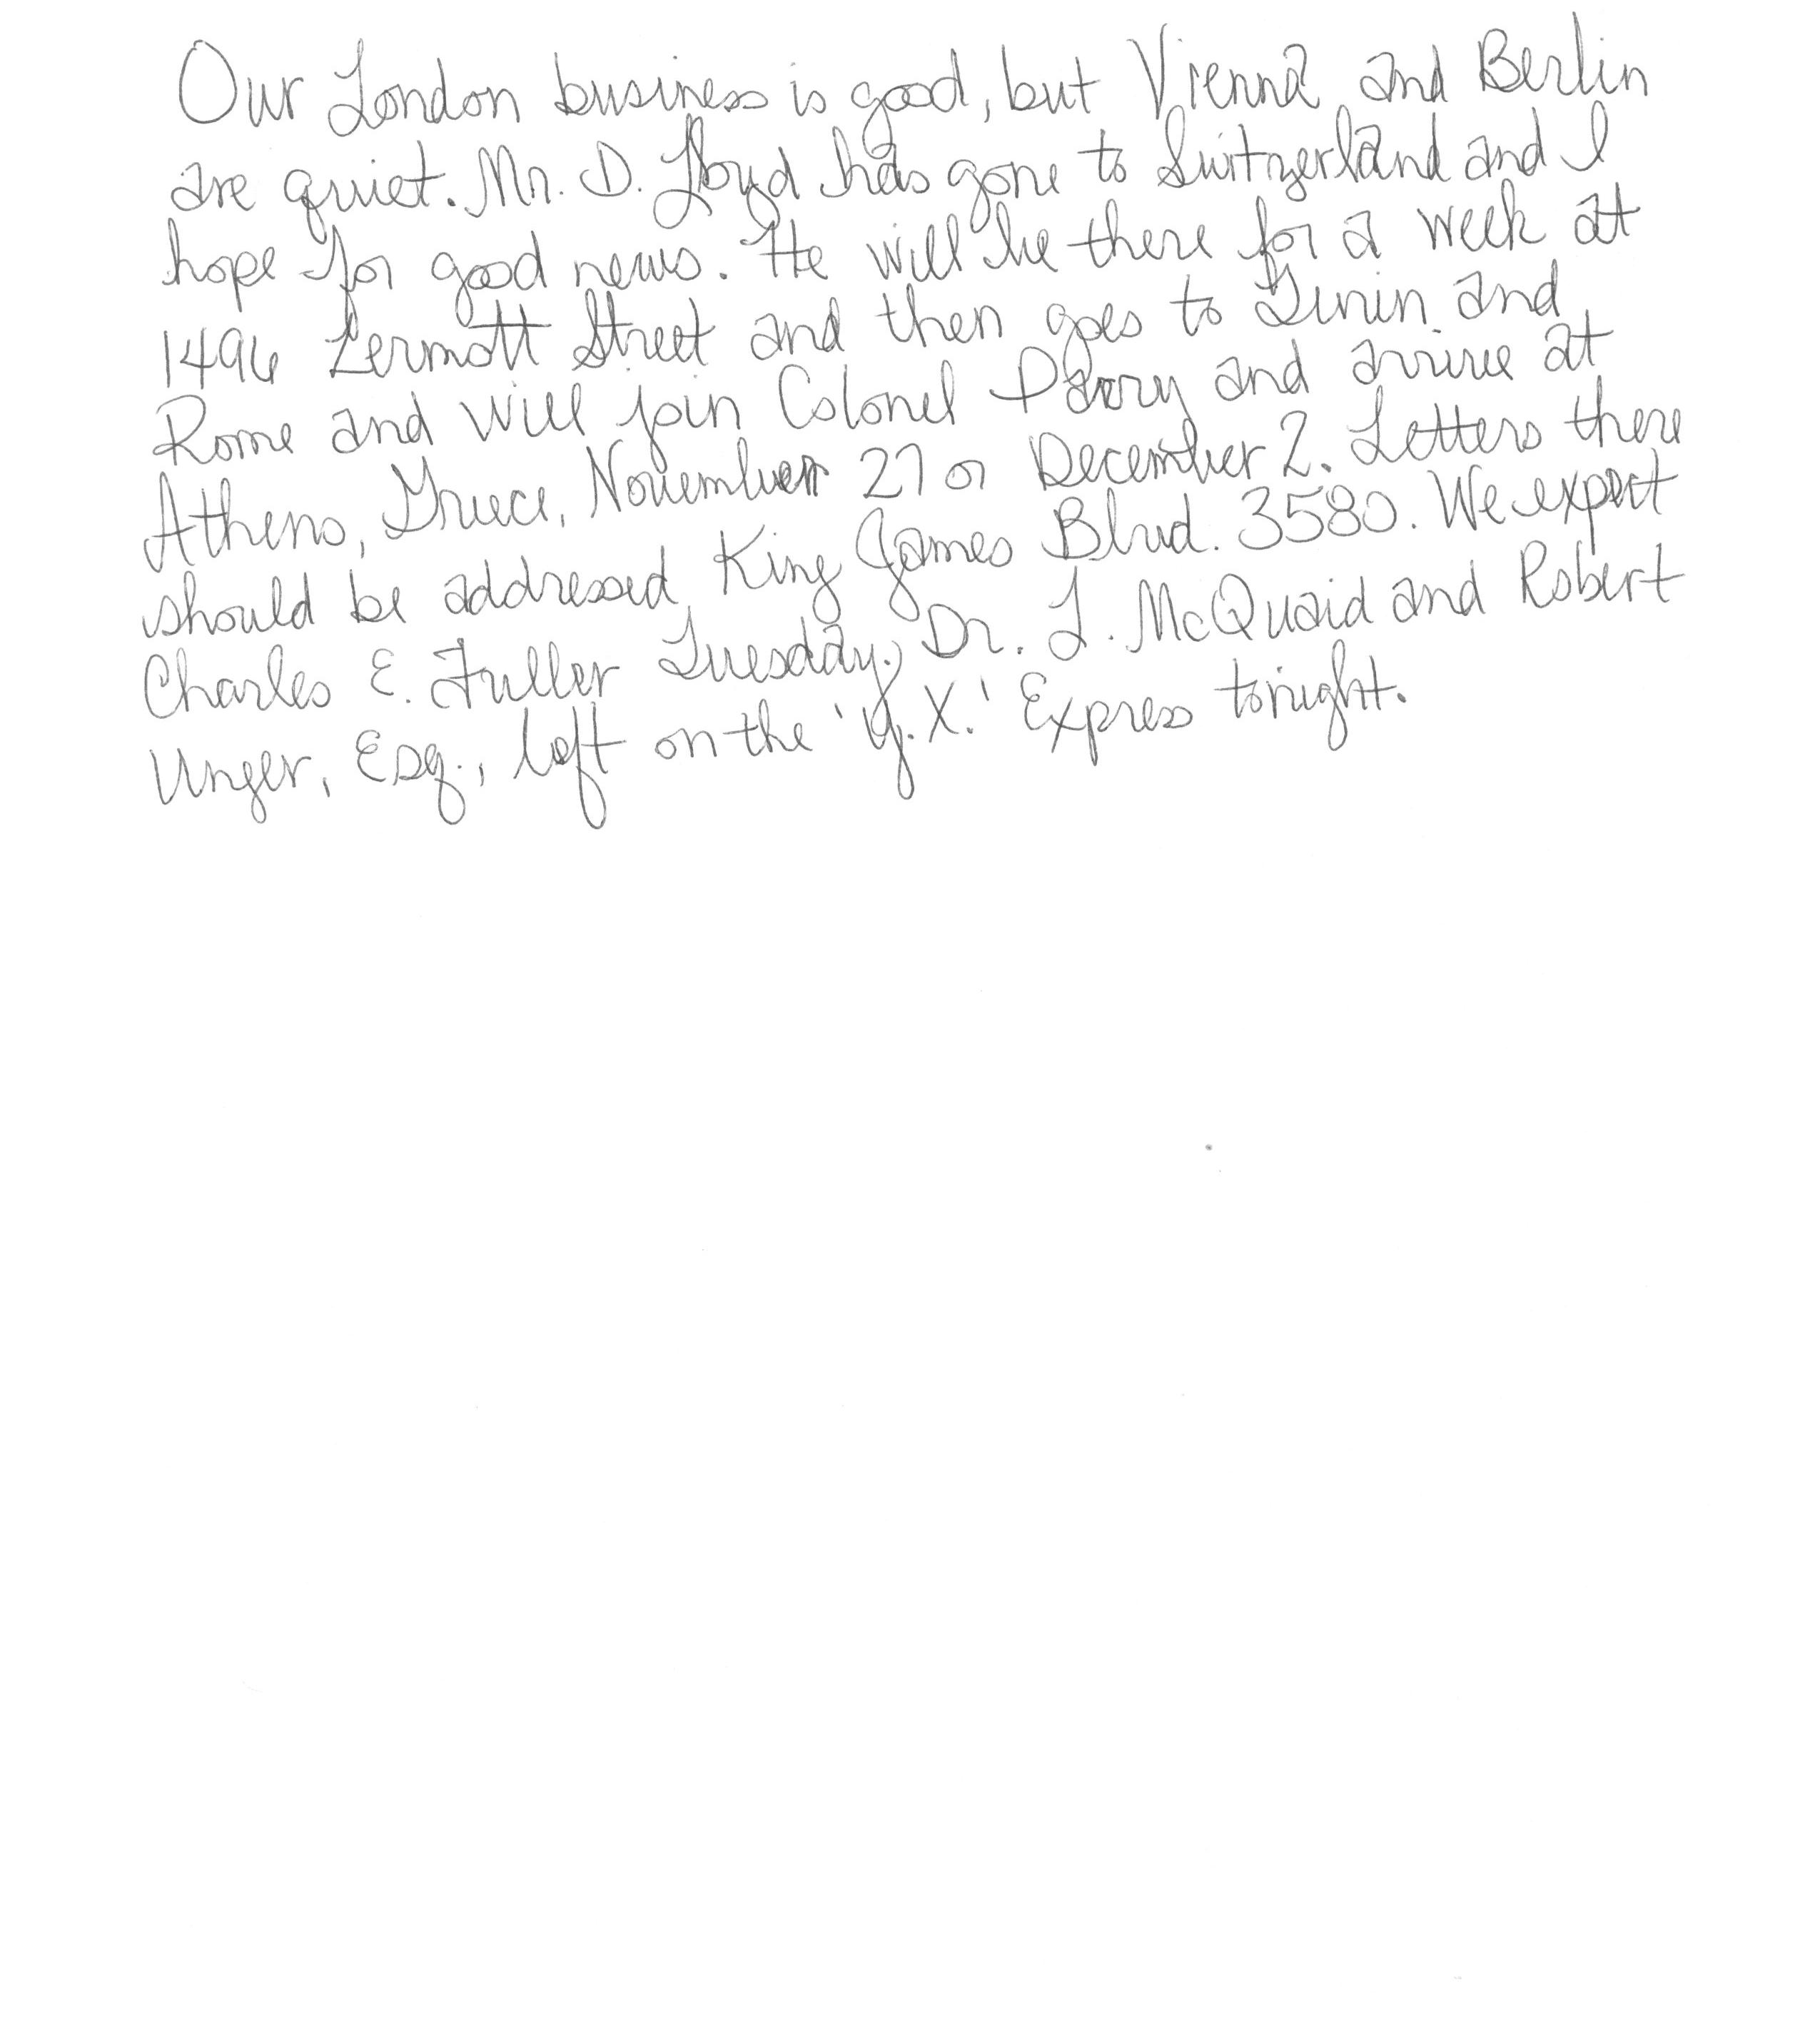 Our London business is good, but Vienna and Berlin
are quiet. Mr. D. Lloyd has gone to Switzerland and I
hope for good news. He will be there for a week at
1496 Zermott Street and then goes to Turin and
Rome and will join Colonel Parry and arrive at
Athens, Greece, November 27 or December 2. Letters there
should be addressed King James Blvd. 3580. We expect
Charles E. Fuller Tuesday. Dr. L. McQuaid and Robert
Unger, Esq., left on the 'Y.X.' Express tonight.